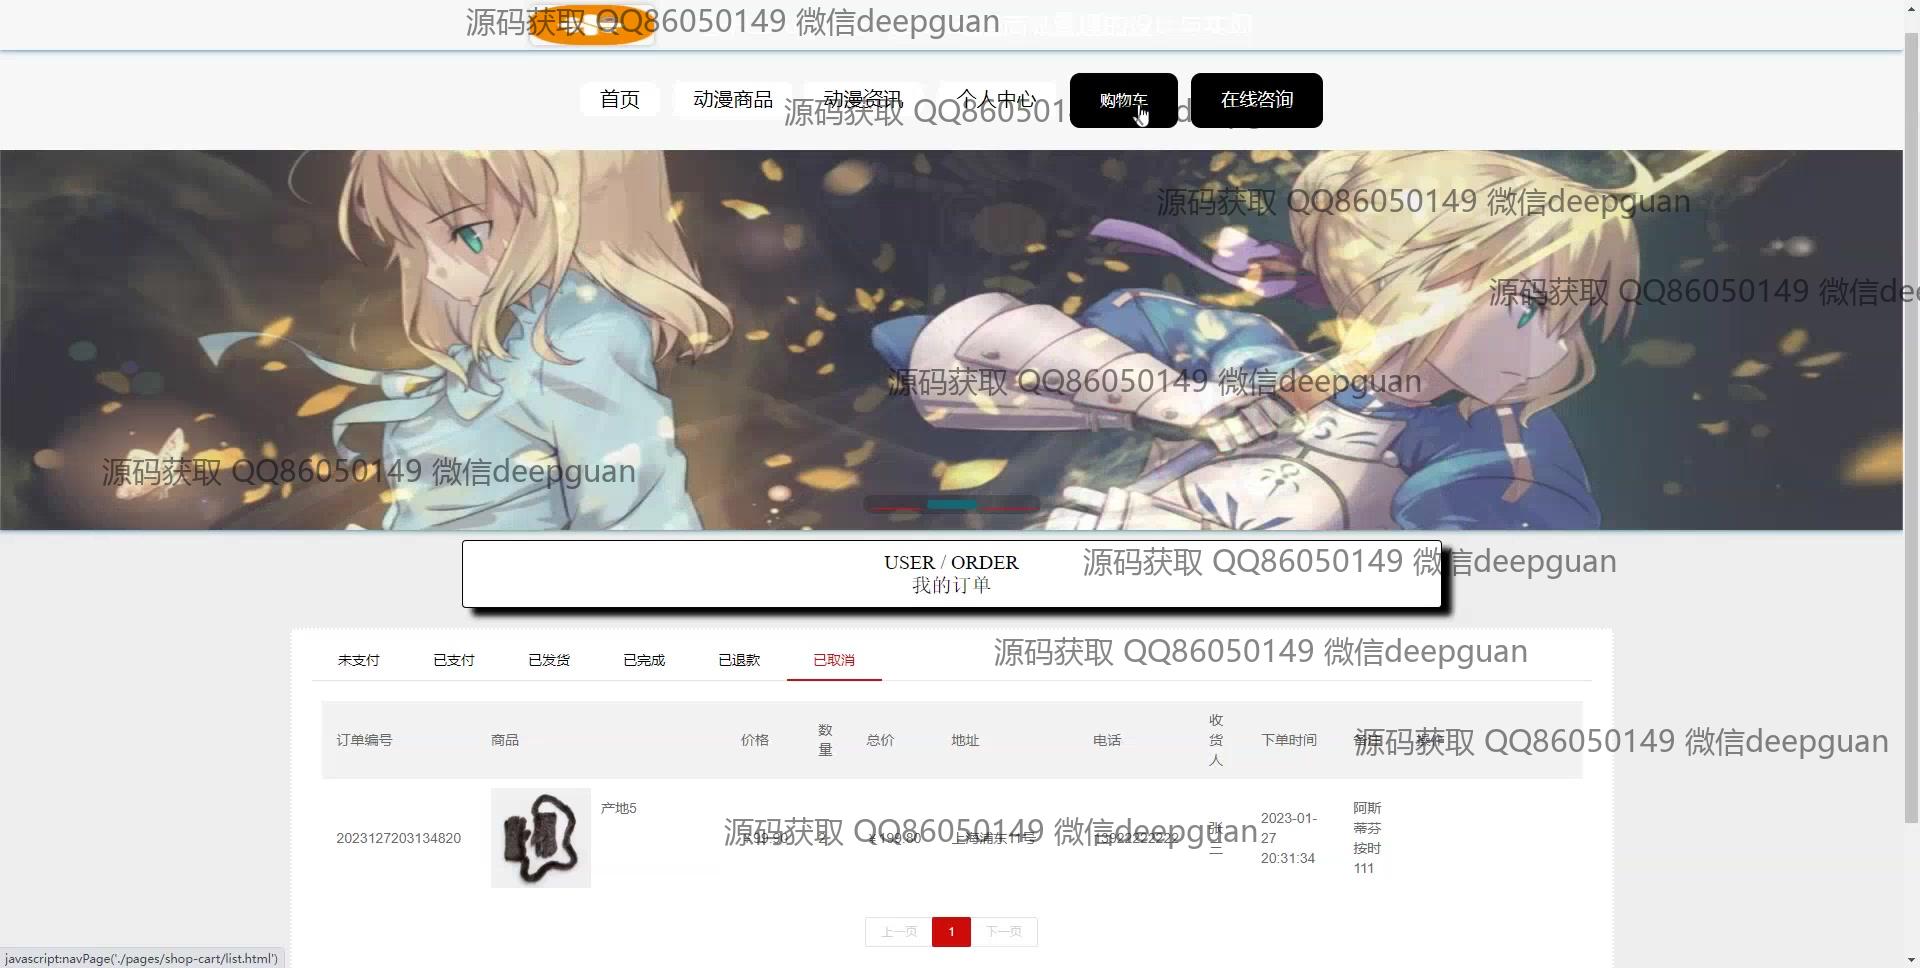 源码获取 QQ86050149 微信deepguan
首页 动漫商品 动漫资讯 个人中心 购物车 在线咨询
源码获取 QQ860501
源码获取 QQ86050149 微信deepguan
源码获取 QQ86050149 微信de
源码获取 QQ86050149 微信deepguan
源码获取 QQ86050149 微信deepguan
USER / ORDER
我的订单
源码获取 QQ86050149 微信deepguan
未支付 已支付 已发货 已完成 已退款 已取消
源码获取 QQ86050149 微信deepguan
订单编号 商品 价格 数量 总价 地址 电话 收货人 下单时间 备注 操作
源码获取 QQ86050149 微信deepguan
产地5
2023127203134820 ￥99.90 2 ￥199.80 上海浦东11号 13922222222 张三
2023-01-
27
20:31:34
阿斯
蒂芬
按时
111
源码获取 QQ86050149 微信deepguan
上一页 1 下一页
javascript:navPage('./pages/shop-cart/list.html')